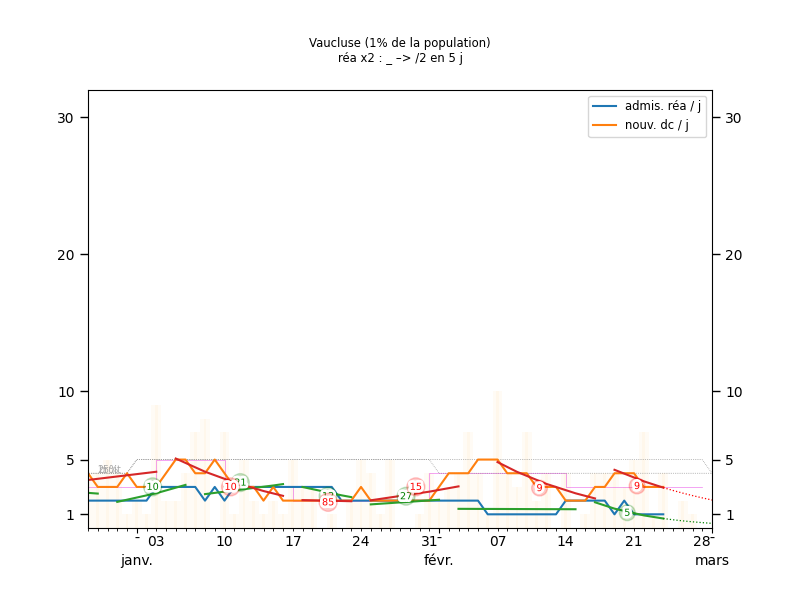 Vaucluse (1% de la population)
réa x2 : _ –> /2 en 5 j
admis. réa / j
nouv. dc / j
30 30
20 20
10 10
5 5
1 1
10 10 21 85 27 15 9 9 5
- 03 10 17 24 31- 07 14 21 28-
janv. févr. mars